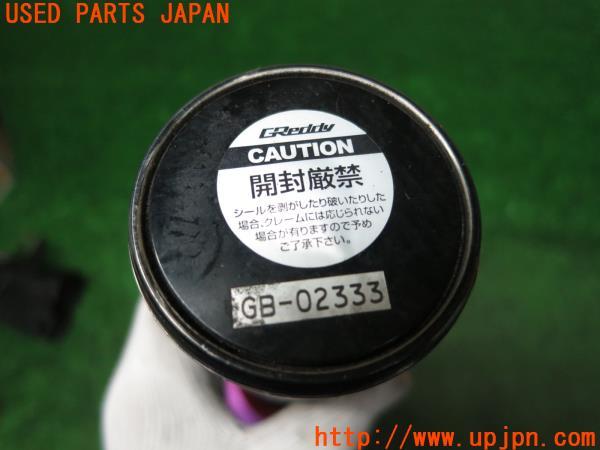 USED PARTS JAPAN
GReddy
CAUTION
開封厳禁
シールを剥がしたり破いたりした
場合、クレームには応じられない
場合が有りますので予め
ご了承下さい。
GB-02333
http://www.upjpn.com